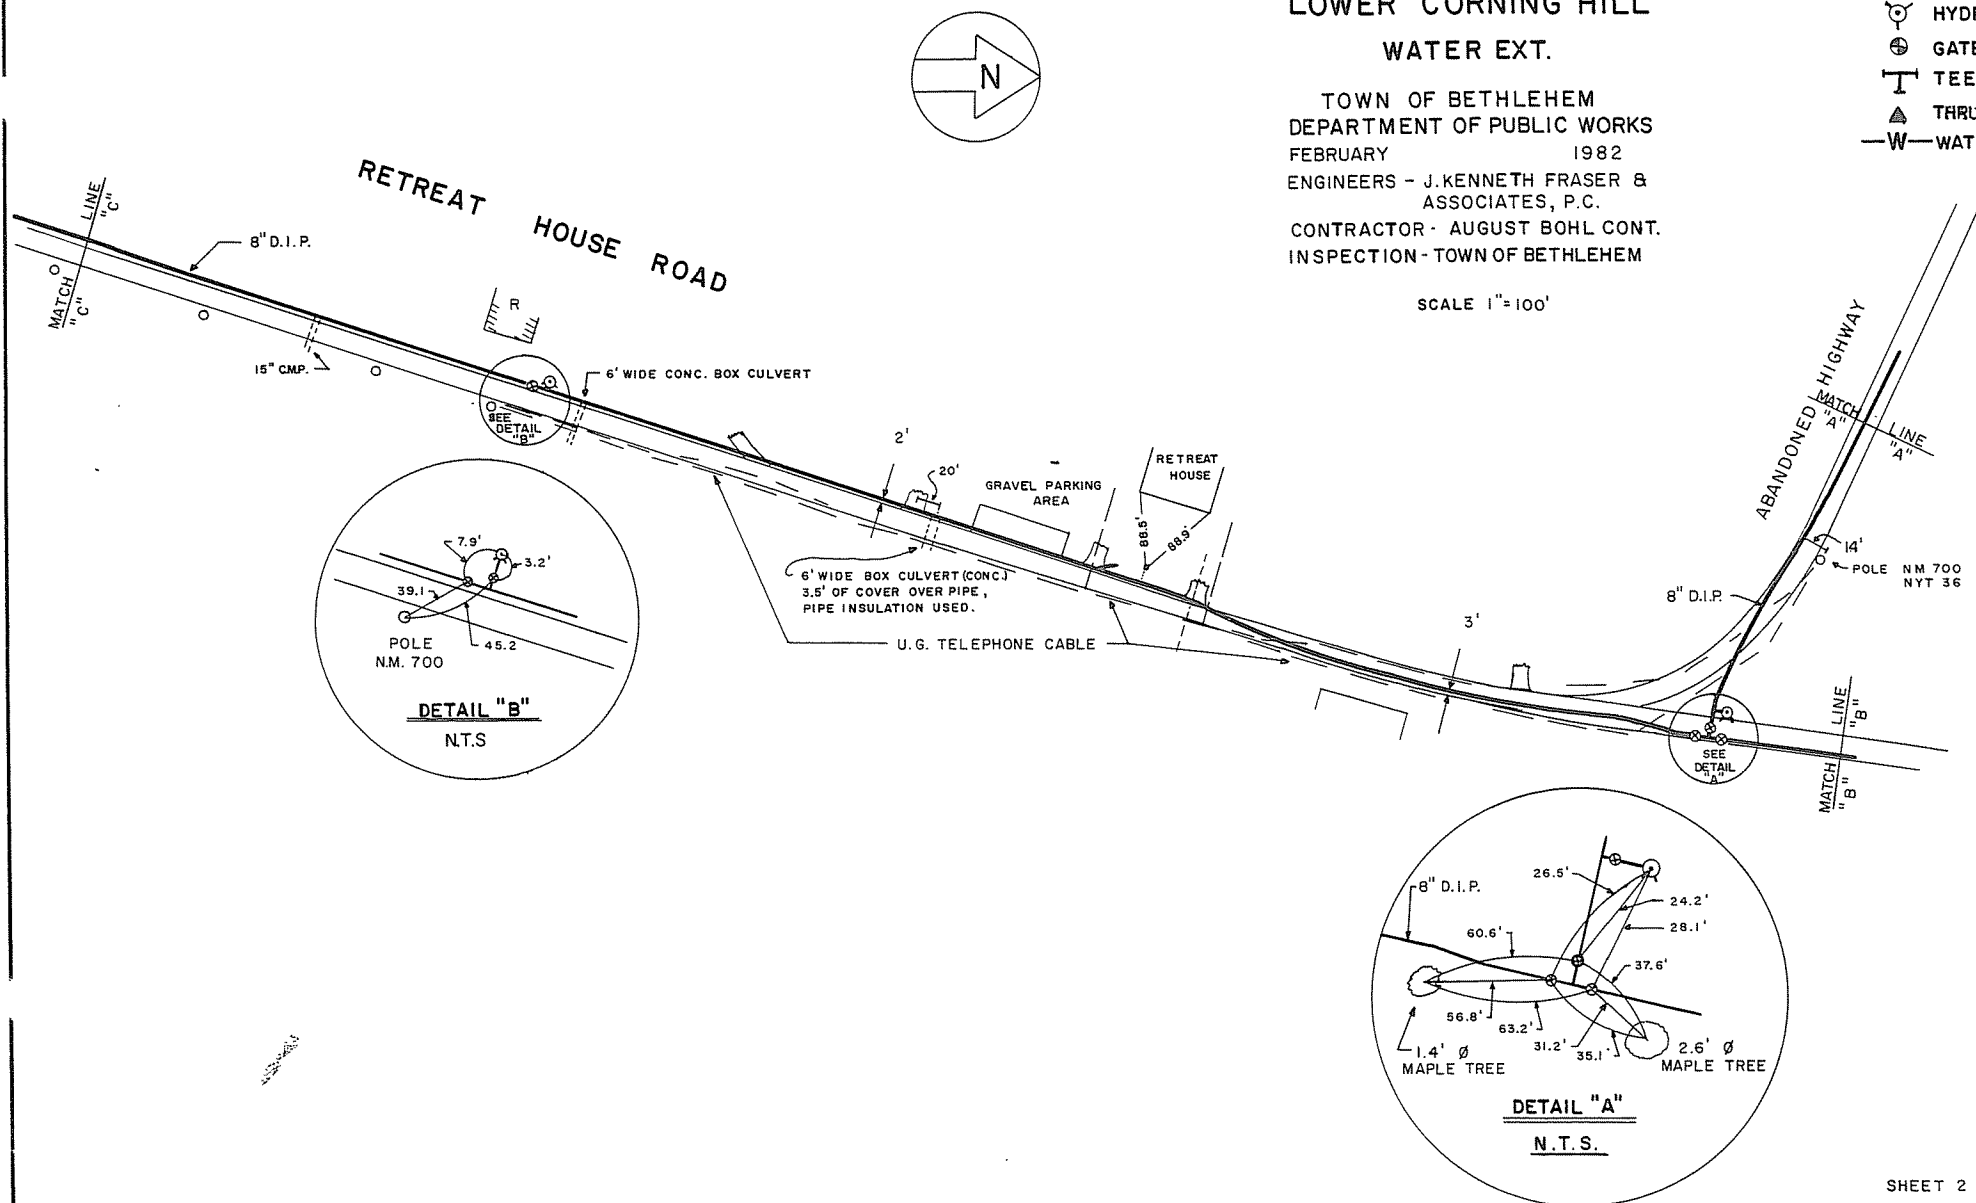 LOWER CORNING HILL
WATER EXT.
TOWN OF BETHLEHEM
DEPARTMENT OF PUBLIC WORKS
FEBRUARY 1982
ENGINEERS - J. KENNETH FRASER &
ASSOCIATES, P.C.
CONTRACTOR - AUGUST BOHL CONT.
INSPECTION - TOWN OF BETHLEHEM
SCALE 1"=100'
TEE
W
N
RETREAT HOUSE ROAD
LINE
"C"
MATCH
"C"
8" D.I.P.
15" C.M.P.
R
6' WIDE CONC. BOX CULVERT
SEE
DETAIL
"B"
2'
20'
GRAVEL PARKING
AREA
RETREAT
HOUSE
88.5'
88.9'
6' WIDE BOX CULVERT (CONC.)
3.5' OF COVER OVER PIPE,
PIPE INSULATION USED.
U.G. TELEPHONE CABLE
3'
ABANDONED HIGHWAY
MATCH
"A"
LINE
"A"
14'
POLE NM 700
NYT 36
8" D.I.P.
LINE
"B"
MATCH
"B"
SEE
DETAIL
"A"
7.9'
3.2'
39.1
45.2
POLE
N.M. 700
DETAIL "B"
N.T.S
8" D.I.P.
26.5'
24.2'
28.1'
60.6'
37.6'
56.8'
63.2'
31.2'
35.1'
1.4' Ø
MAPLE TREE
2.6' Ø
MAPLE TREE
DETAIL "A"
N.T.S.
SHEET 2